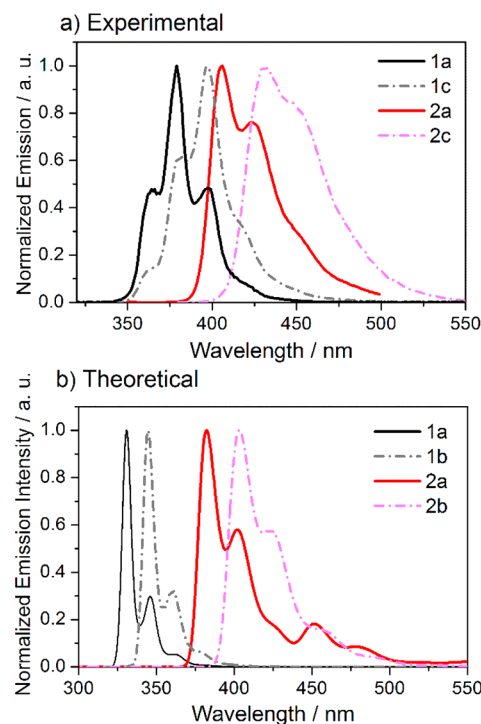 a) Experimental
Normalized Emission / a. u.
1.0
0.8
0.6
0.4
0.2
0.0
1a
1c
2a
2c
350 400 450 500 550
Wavelength / nm
b) Theoretical
Normalized Emission Intensity / a. u.
1.0
0.8
0.6
0.4
0.2
0.0
1a
1b
2a
2b
300 350 400 450 500 550
Wavelength / nm